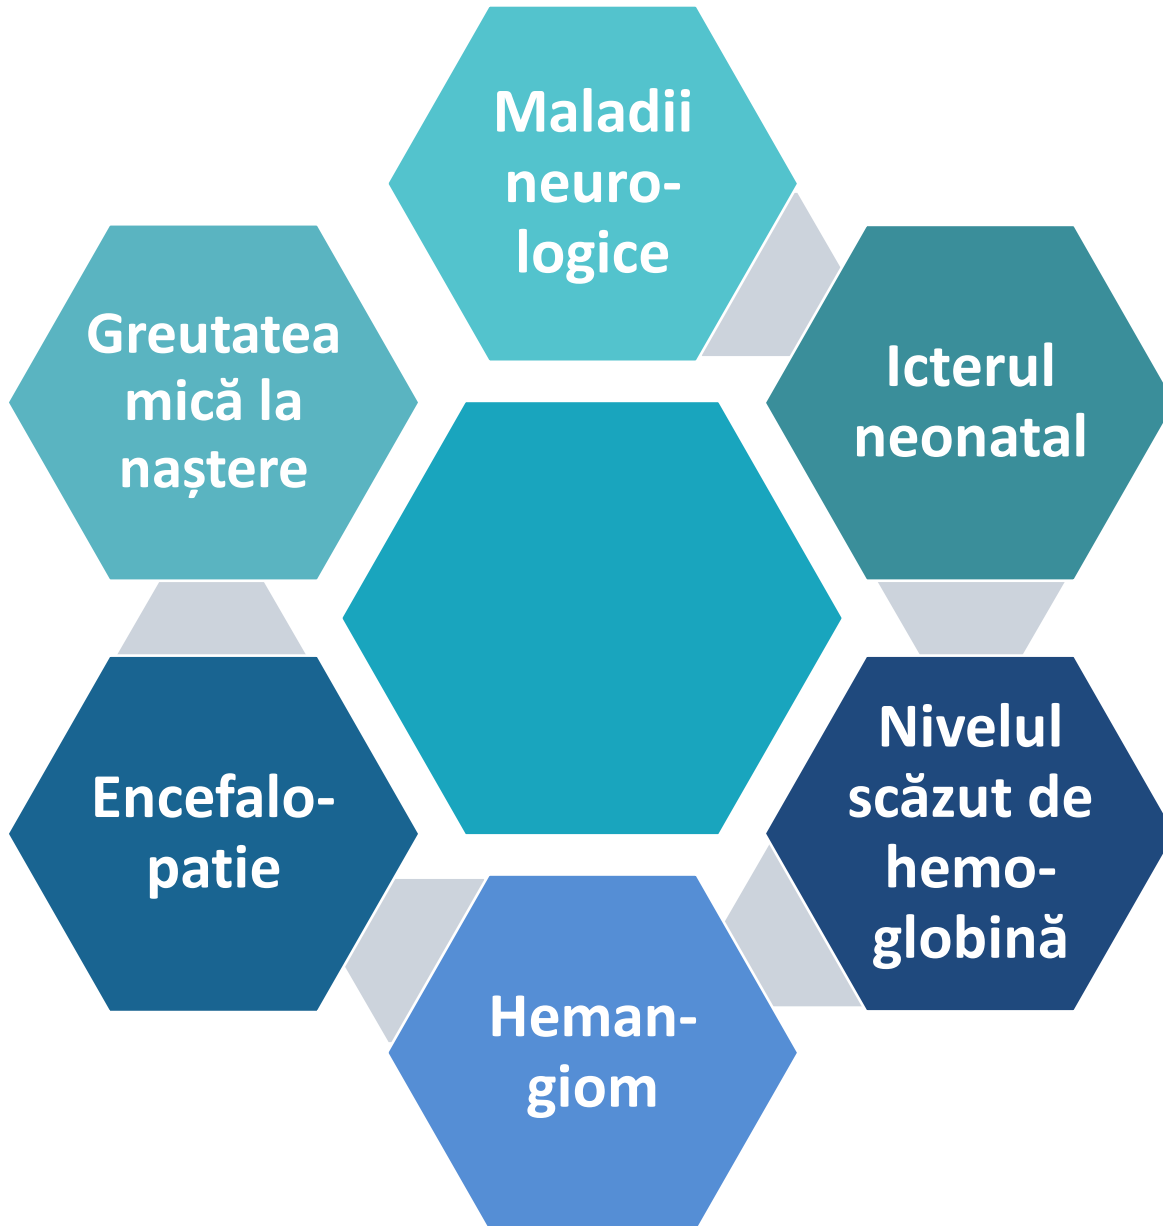 Maladii
neuro-
logice
Icterul
neonatal
Nivelul
scăzut de
hemo-
globină
Heman-
giom
Encefalo-
patie
Greutatea
mică la
naștere